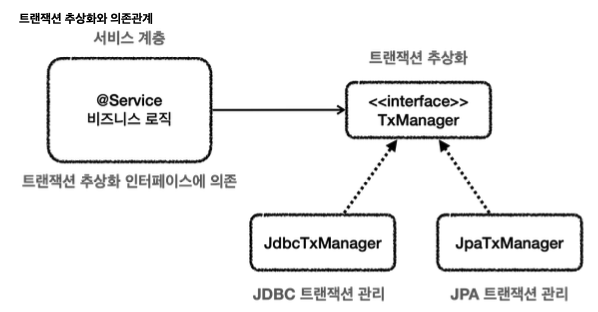 트랜잭션 추상화와 의존관계
서비스 계층
트랜잭션 추상화
@Service
비즈니스 로직
<<interface>>
TxManager
트랜잭션 추상화 인터페이스에 의존
JdbcTxManager
JpaTxManager
JDBC 트랜잭션 관리
JPA 트랜잭션 관리